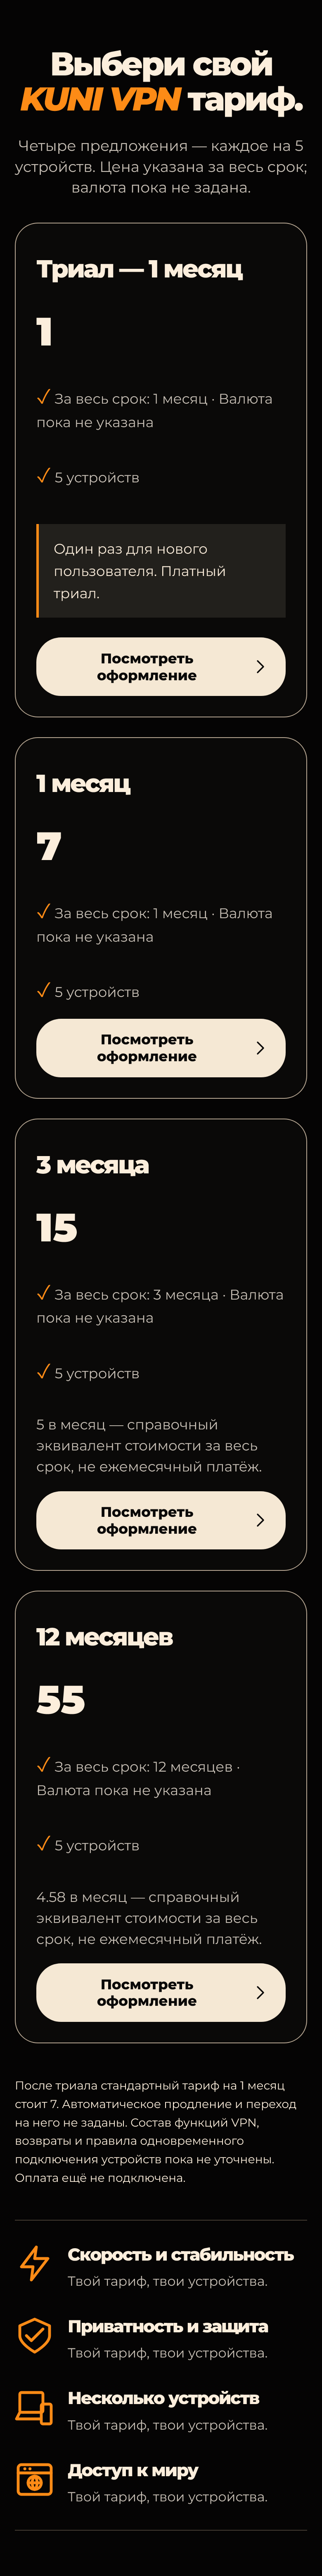 Выбери свой
KUNI VPN тариф.
Четыре предложения — каждое на 5
устройств. Цена указана за весь срок;
валюта пока не задана.
Триал — 1 месяц
1
✓ За весь срок: 1 месяц · Валюта
пока не указана
✓ 5 устройств
Один раз для нового
пользователя. Платный
триал.
Посмотреть
оформление
1 месяц
7
✓ За весь срок: 1 месяц · Валюта
пока не указана
✓ 5 устройств
Посмотреть
оформление
3 месяца
15
✓ За весь срок: 3 месяца · Валюта
пока не указана
✓ 5 устройств
5 в месяц — справочный
эквивалент стоимости за весь
срок, не ежемесячный платёж.
Посмотреть
оформление
12 месяцев
55
✓ За весь срок: 12 месяцев ·
Валюта пока не указана
✓ 5 устройств
4.58 в месяц — справочный
эквивалент стоимости за весь
срок, не ежемесячный платёж.
Посмотреть
оформление
После триала стандартный тариф на 1 месяц
стоит 7. Автоматическое продление и переход
на него не заданы. Состав функций VPN,
возвраты и правила одновременного
подключения устройств пока не уточнены.
Оплата ещё не подключена.
Скорость и стабильность
Твой тариф, твои устройства.
Приватность и защита
Твой тариф, твои устройства.
Несколько устройств
Твой тариф, твои устройства.
Доступ к миру
Твой тариф, твои устройства.